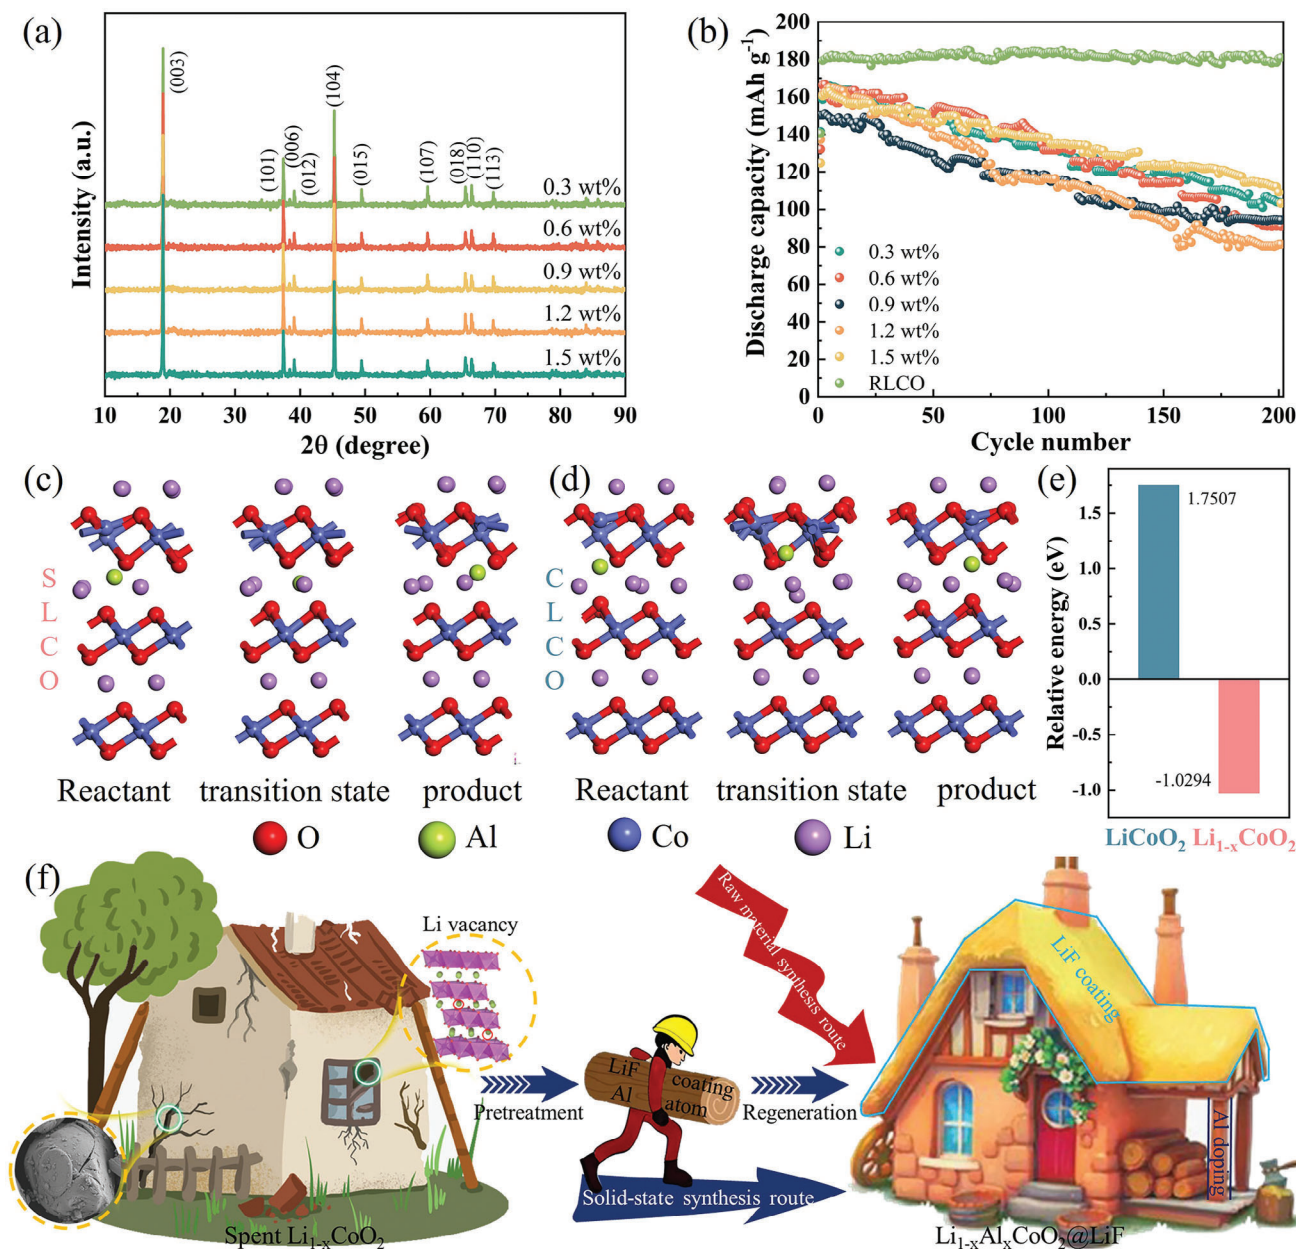 (a)
Intensity (a.u.)
(003)
(101)
(006)
(012)
(104)
(015)
(107)
(018)
(110)
(113)
0.3 wt%
0.6 wt%
0.9 wt%
1.2 wt%
1.5 wt%
10 20 30 40 50 60 70 80 90
2θ (degree)
(b)
Discharge capacity (mAh g⁻¹)
200
180
160
140
120
100
80
60
40
20
0
0.3 wt%
0.6 wt%
0.9 wt%
1.2 wt%
1.5 wt%
RLCO
0 50 100 150 200
Cycle number
(c)
S
L
C
O
Reactant transition state product
(d)
C
L
C
O
Reactant transition state product
O Al Co Li
(e)
Relative energy (eV)
1.5
1.0
0.5
0.0
-0.5
-1.0
1.7507
-1.0294
LiCoO₂ Li₁₋ₓCoO₂
(f)
Li vacancy
Pretreatment
LiF coating
Al atom
Regeneration
Raw material synthesis route
Solid-state synthesis route
LiF coating
Al doping
Spent Li₁₋ₓCoO₂
Li₁₋ₓAlₓCoO₂@LiF